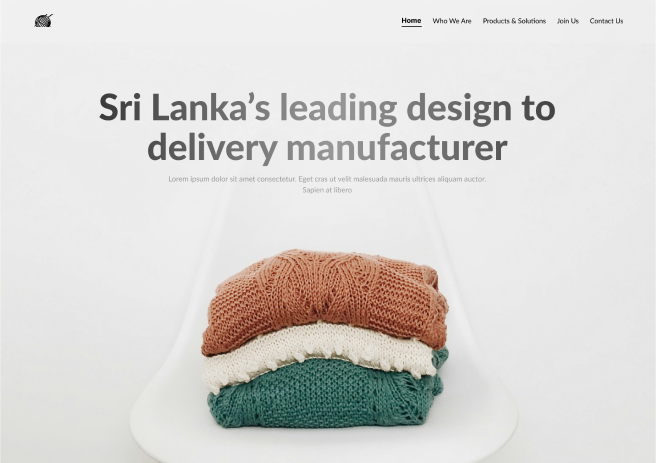 Home Who We Are Products & Solutions Join Us Contact Us
Sri Lanka's leading design to
delivery manufacturer
Lorem ipsum dolor sit amet consectetur. Eget cras ut velit malesuada mauris ultrices aliquam auctor.
Sapien at libero